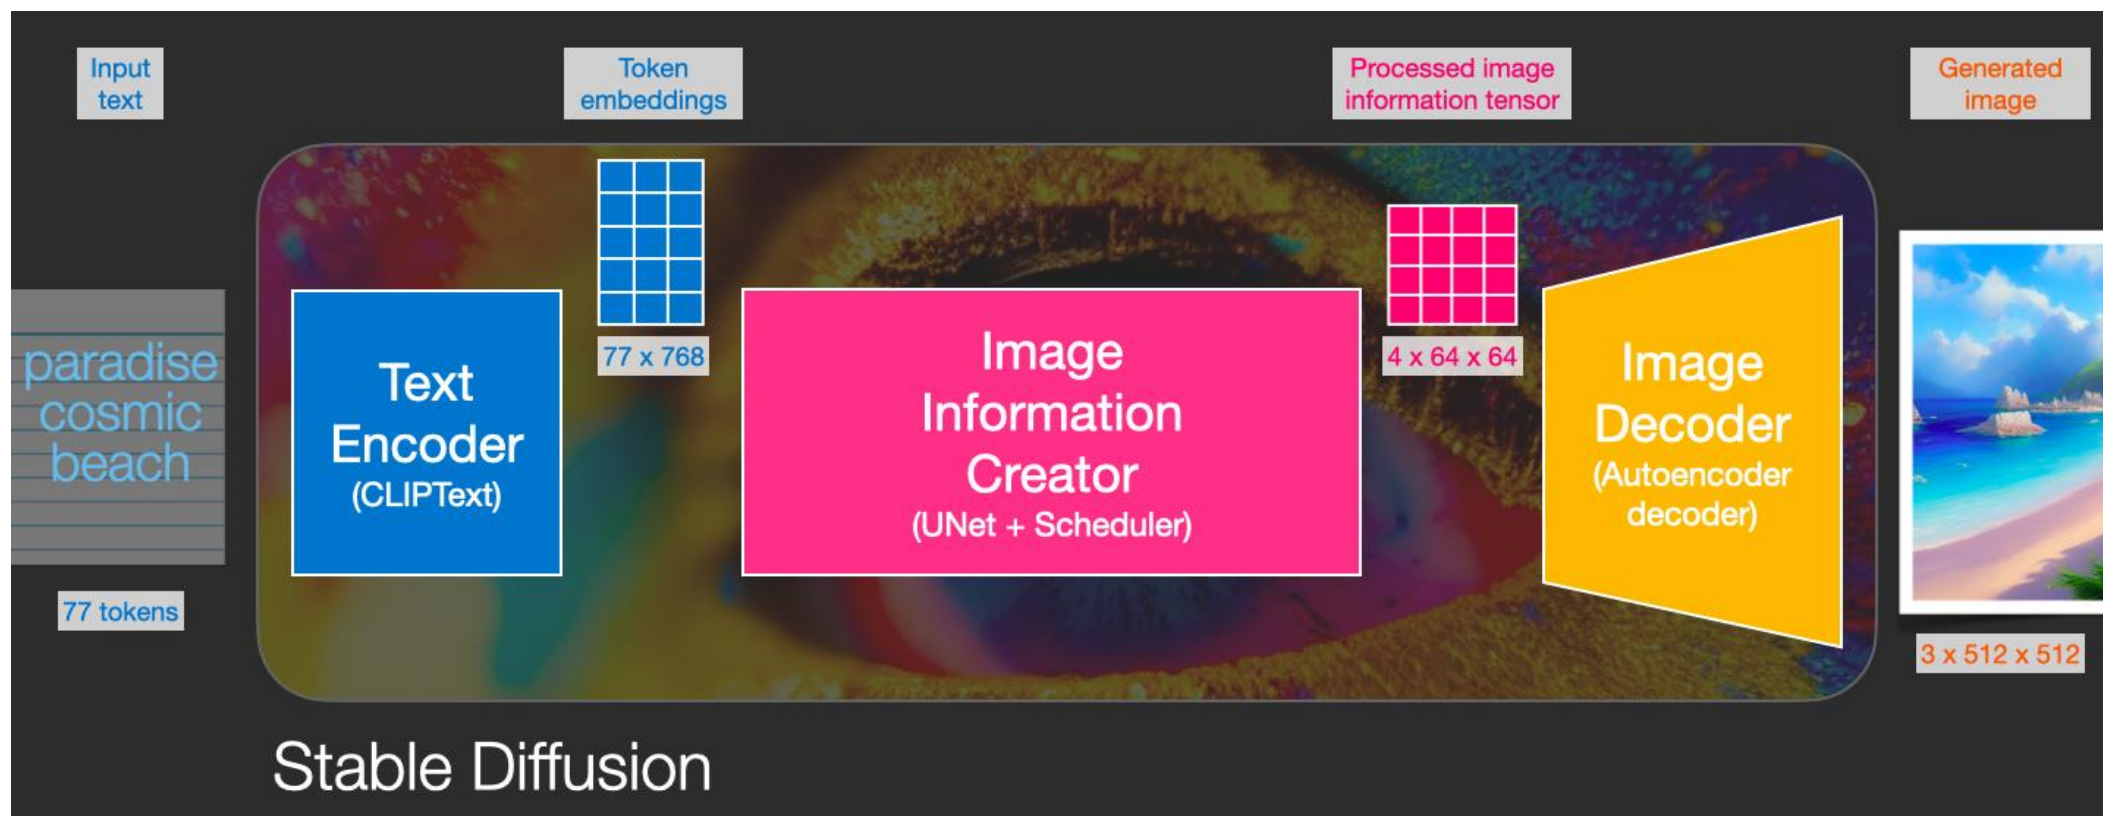 Input
text
Token
embeddings
Processed image
information tensor
Generated
image
paradise
cosmic
beach
77 tokens
Text
Encoder
(CLIPText)
77 x 768
Image
Information
Creator
(UNet + Scheduler)
4 x 64 x 64
Image
Decoder
(Autoencoder
decoder)
3 x 512 x 512
Stable Diffusion